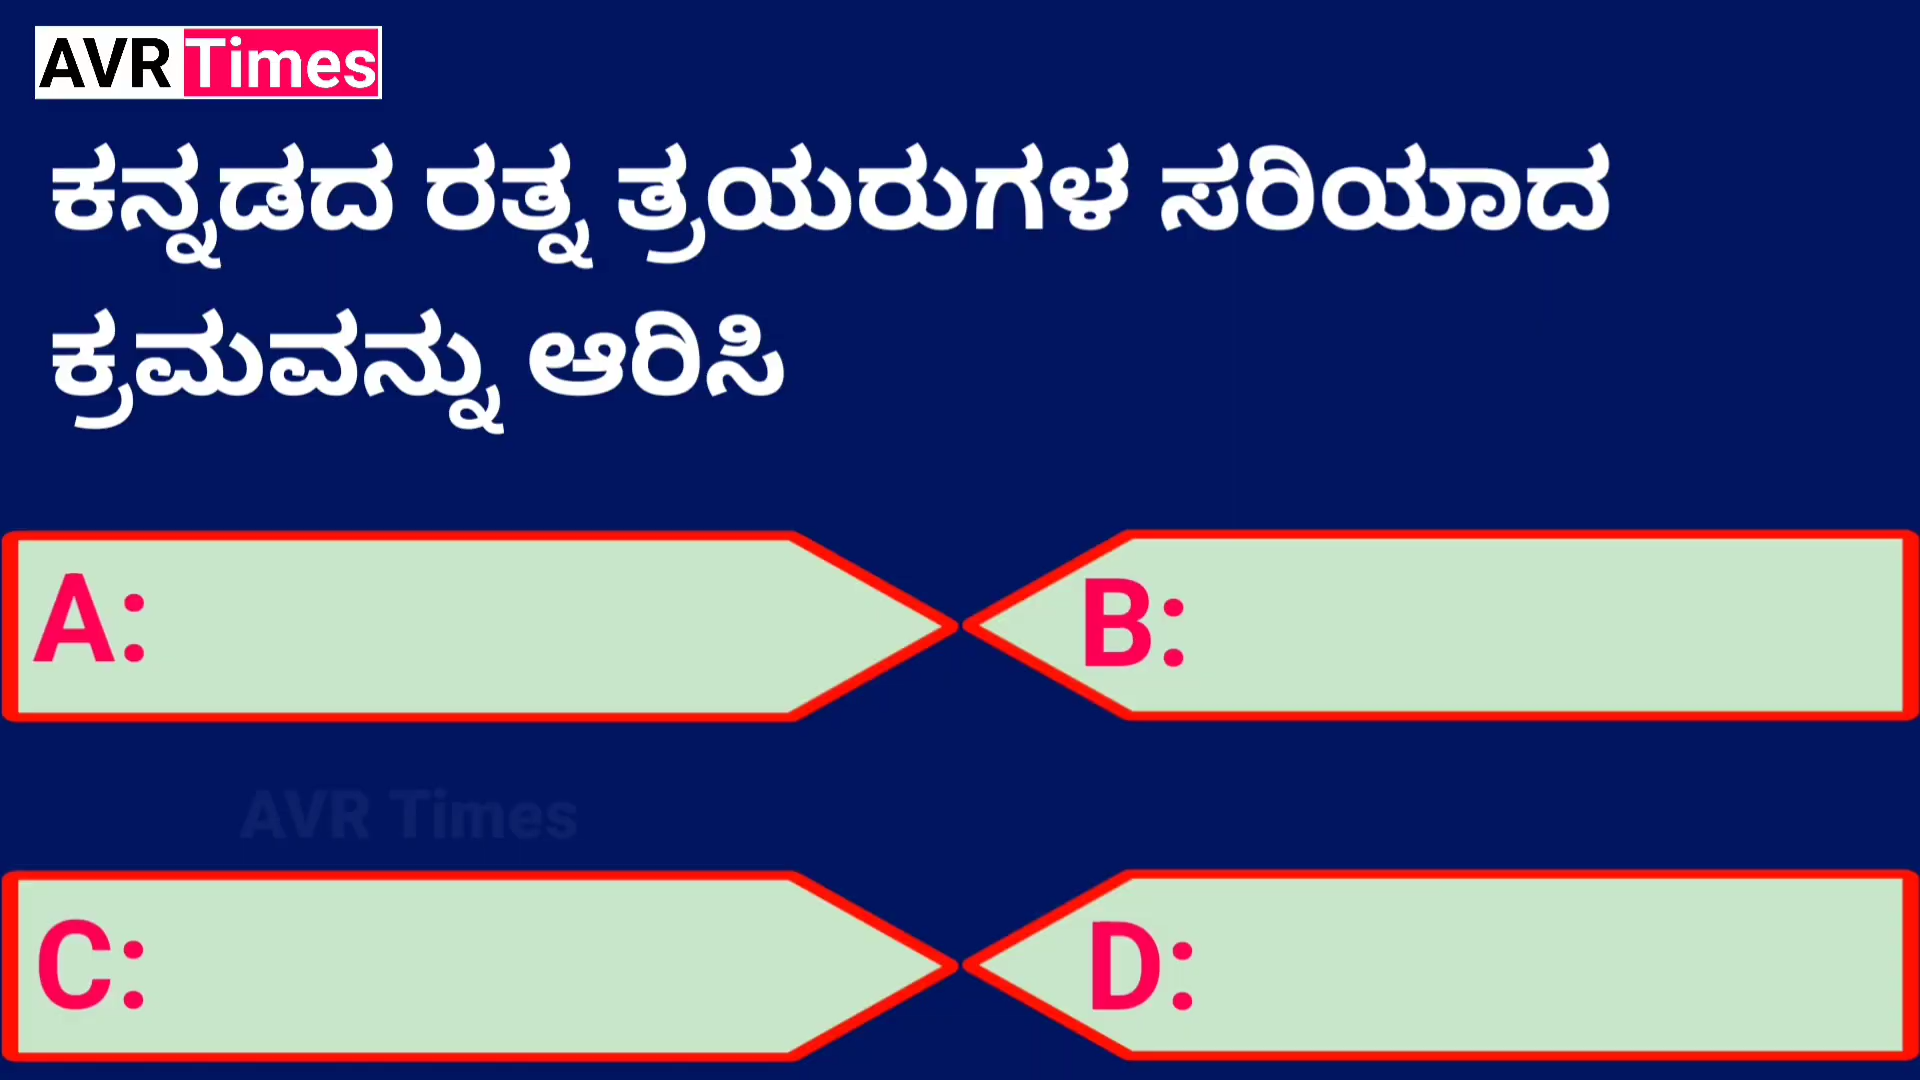 AVR Times
ಕನ್ನಡದ ರತ್ನ ತ್ರಯರುಗಳ ಸರಿಯಾದ
ಕ್ರಮವನ್ನು ಆರಿಸಿ
A:
B:
AVR Times
C:
D: